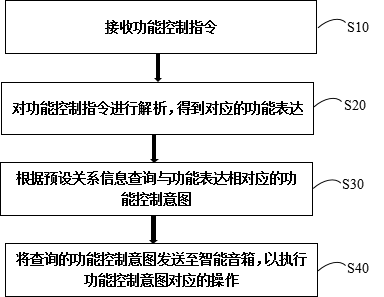 接收功能控制指令
S10
对功能控制指令进行解析，得到对应的功能表达
S20
根据预设关系信息查询与功能表达相对应的功
能控制意图
S30
将查询的功能控制意图发送至智能音箱，以执行
功能控制意图对应的操作
S40